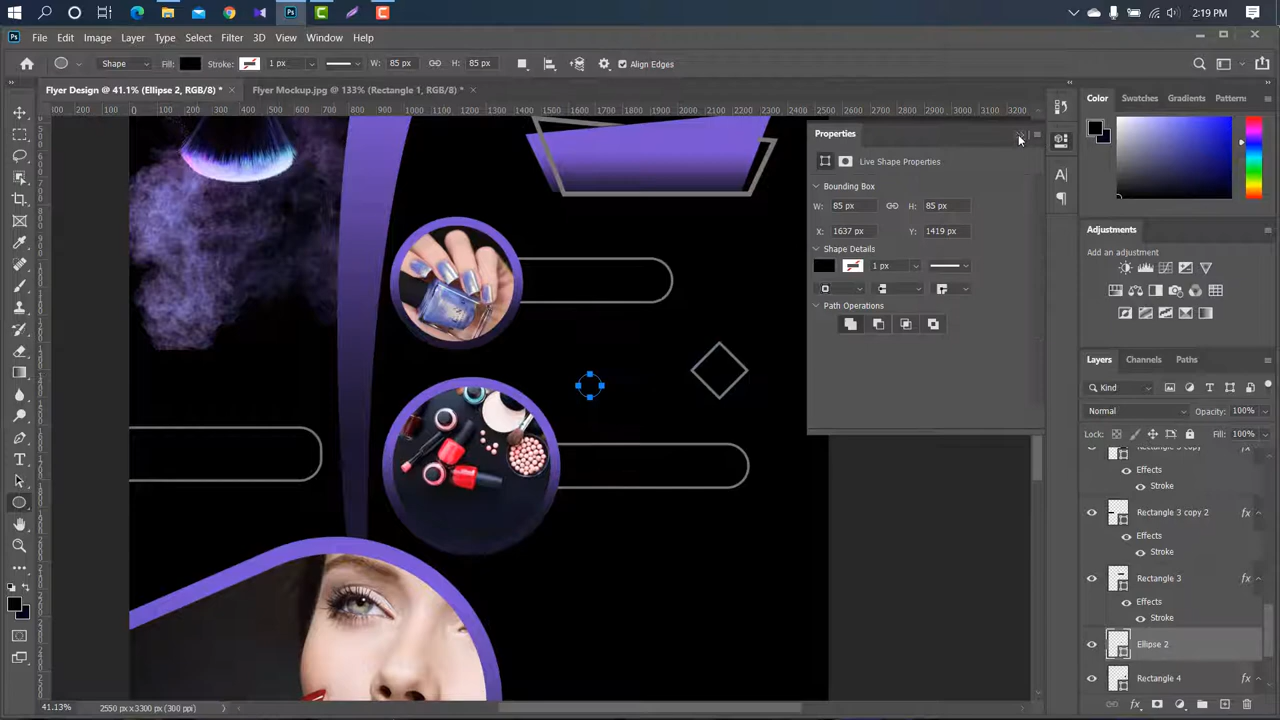 2:19 PM
Ps File Edit Image Layer Type Select Filter 3D View Window Help
Shape Fill: Stroke: 1 px W: 85 px H: 85 px Align Edges
Flyer Design @ 41.1% (Ellipse 2, RGB/8) * × Flyer Mockup.jpg @ 133% (Rectangle 1, RGB/8) * ×
Properties
Live Shape Properties
Bounding Box
W: 85 px H: 85 px
X: 1637 px Y: 1419 px
Shape Details
1 px
Path Operations
Color Swatches Gradients Patterns
Adjustments
Add an adjustment
Layers Channels Paths
Kind
Normal Opacity: 100%
Lock: Fill: 100%
Effects
Stroke
Rectangle 3 copy 2 fx
Effects
Stroke
Rectangle 3 fx
Effects
Stroke
Ellipse 2
Rectangle 4 fx
41.13% 2550 px x 3300 px (300 ppi)